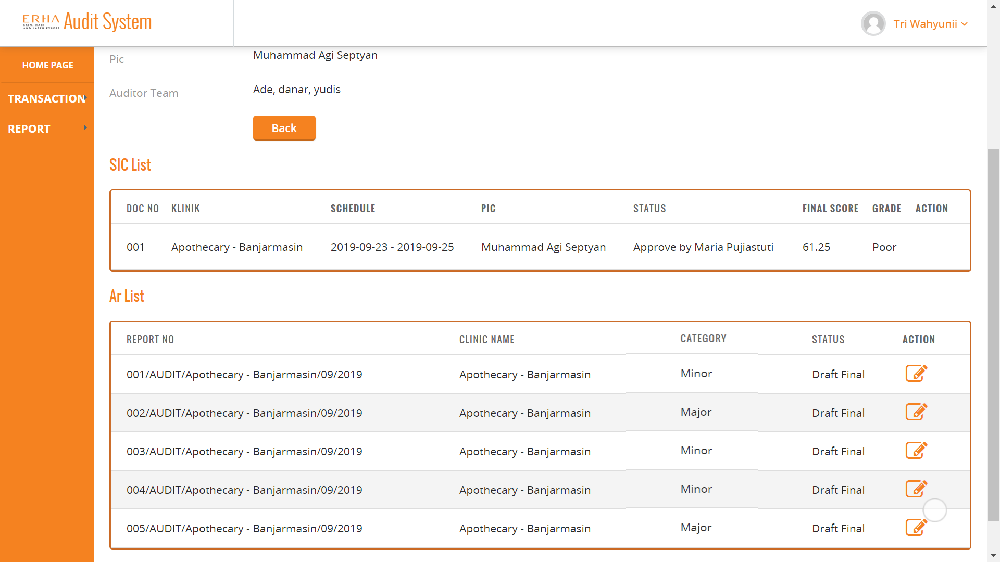 ERHA
SKIN, HAIR
AND LASER EXPERT
Audit System
Tri Wahyunii
HOME PAGE
TRANSACTION
REPORT
Pic
Muhammad Agi Septyan
Auditor Team
Ade, danar, yudis
Back
SIC List
DOC NO KLINIK SCHEDULE PIC STATUS FINAL SCORE GRADE ACTION
001 Apothecary - Banjarmasin 2019-09-23 - 2019-09-25 Muhammad Agi Septyan Approve by Maria Pujiastuti 61.25 Poor
Ar List
REPORT NO CLINIC NAME CATEGORY STATUS ACTION
001/AUDIT/Apothecary - Banjarmasin/09/2019 Apothecary - Banjarmasin Minor Draft Final
002/AUDIT/Apothecary - Banjarmasin/09/2019 Apothecary - Banjarmasin Major Draft Final
003/AUDIT/Apothecary - Banjarmasin/09/2019 Apothecary - Banjarmasin Minor Draft Final
004/AUDIT/Apothecary - Banjarmasin/09/2019 Apothecary - Banjarmasin Minor Draft Final
005/AUDIT/Apothecary - Banjarmasin/09/2019 Apothecary - Banjarmasin Major Draft Final